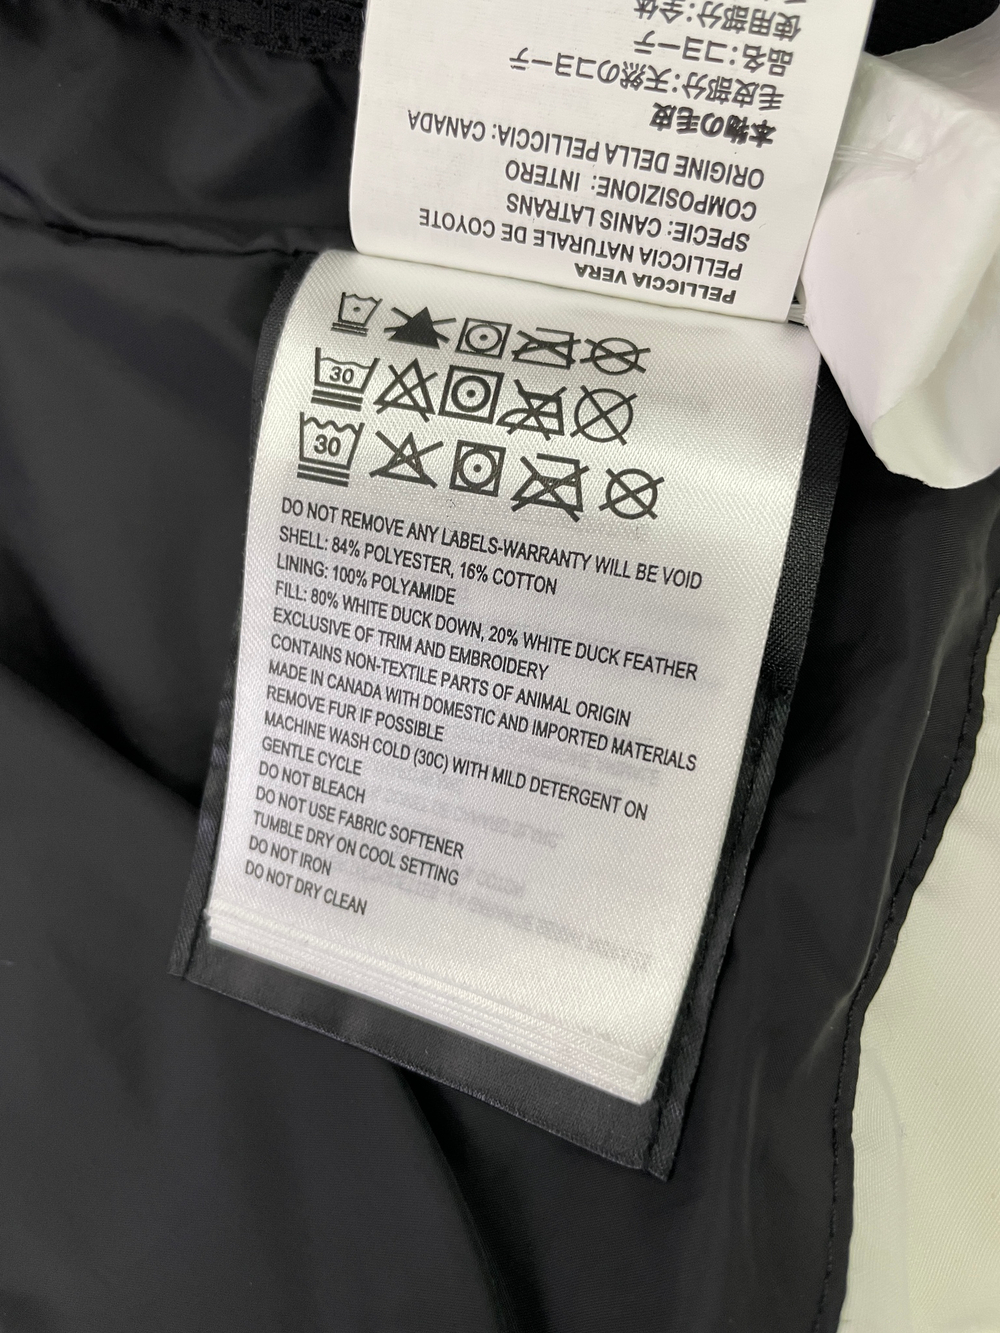 PELLICCIA VERA
PELLICCIA NATURALE DE COYOTE
SPECIE: CANIS LATRANS
COMPOSIZIONE: INTERO
ORIGINE DELLA PELLICCIA: CANADA
本物の毛皮
毛皮部分:天然のコヨーテ
品名:コヨーテ
使用部分:全体
30
30
DO NOT REMOVE ANY LABELS-WARRANTY WILL BE VOID
SHELL: 84% POLYESTER, 16% COTTON
LINING: 100% POLYAMIDE
FILL: 80% WHITE DUCK DOWN, 20% WHITE DUCK FEATHER
EXCLUSIVE OF TRIM AND EMBROIDERY
CONTAINS NON-TEXTILE PARTS OF ANIMAL ORIGIN
MADE IN CANADA WITH DOMESTIC AND IMPORTED MATERIALS
REMOVE FUR IF POSSIBLE
MACHINE WASH COLD (30C) WITH MILD DETERGENT ON
GENTLE CYCLE
DO NOT BLEACH
DO NOT USE FABRIC SOFTENER
TUMBLE DRY ON COOL SETTING
DO NOT IRON
DO NOT DRY CLEAN